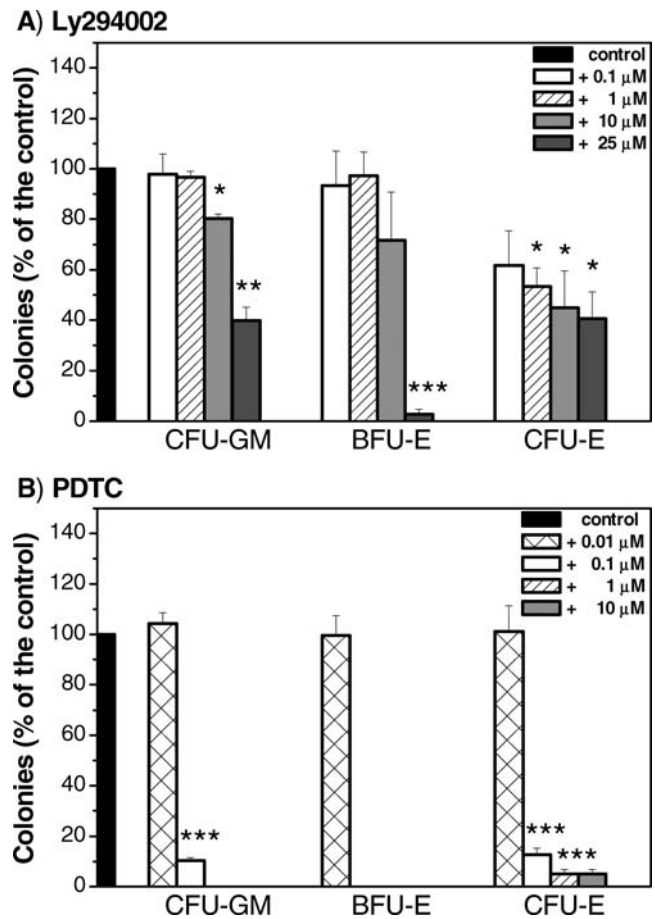 A) Ly294002
Colonies (% of the control)
140
120
100
80
60
40
20
0
control
+ 0.1 μM
+ 1 μM
+ 10 μM
+ 25 μM
*
**
***
*
*
*
CFU-GM
BFU-E
CFU-E
B) PDTC
Colonies (% of the control)
140
120
100
80
60
40
20
0
control
+ 0.01 μM
+ 0.1 μM
+ 1 μM
+ 10 μM
***
***
***
CFU-GM
BFU-E
CFU-E